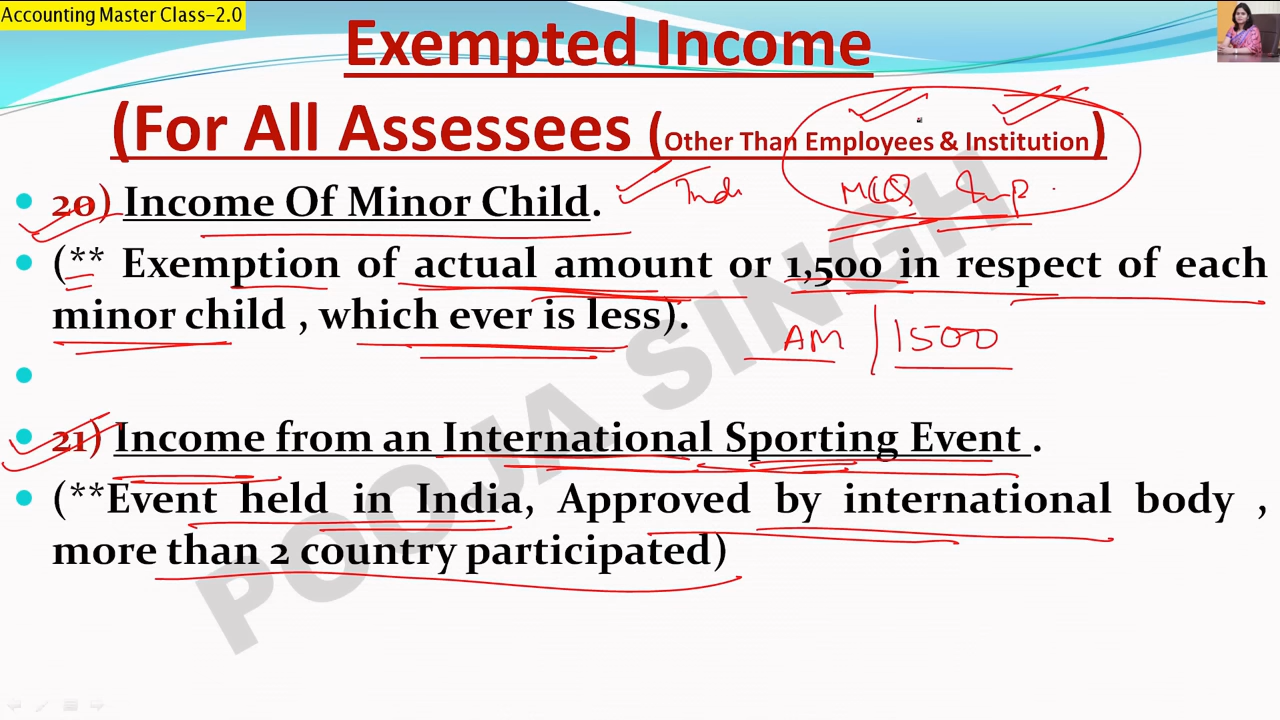 Accounting Master Class-2.0
Exempted Income
(For All Assessees (Other Than Employees & Institution)
MCQ Imp
• 20) Income Of Minor Child.
• (** Exemption of actual amount or 1,500 in respect of each
minor child , which ever is less).
AM | 1500
•
• 21) Income from an International Sporting Event .
• (**Event held in India, Approved by international body ,
more than 2 country participated)
POOJA SINGH